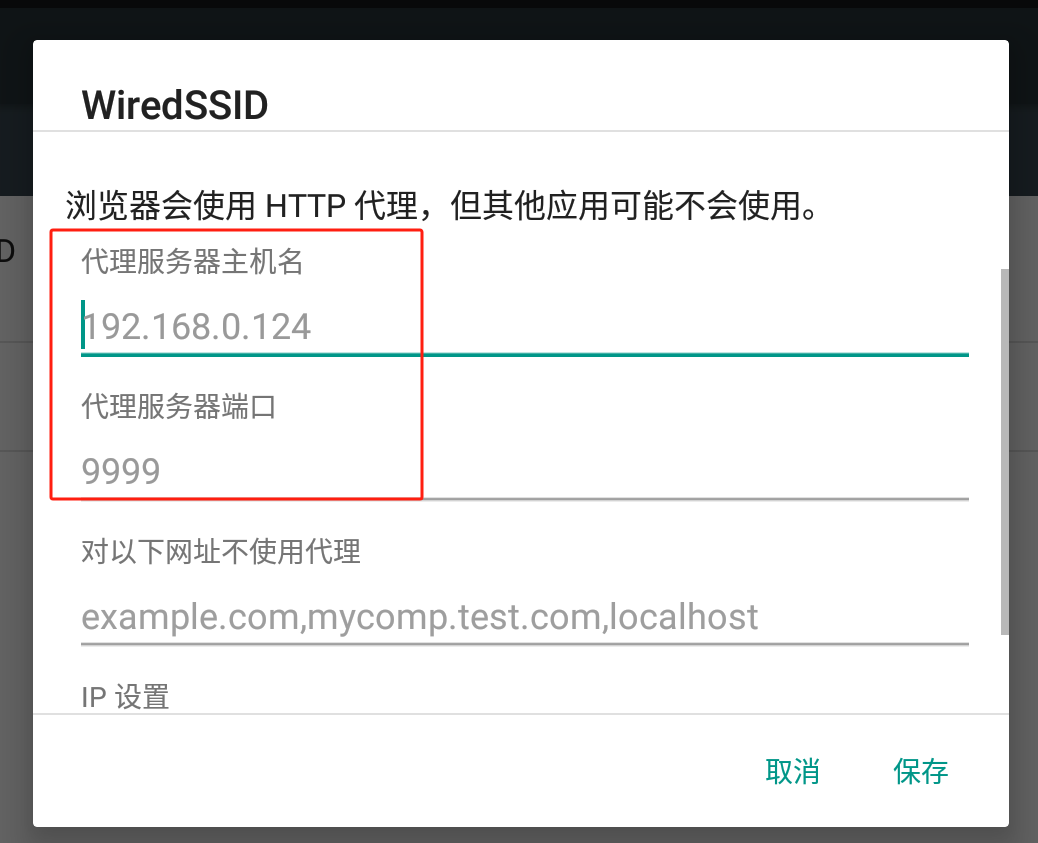 WiredSSID
浏览器会使用 HTTP 代理，但其他应用可能不会使用。
D
代理服务器主机名
192.168.0.124
代理服务器端口
9999
对以下网址不使用代理
example.com,mycomp.test.com,localhost
IP 设置
取消 保存